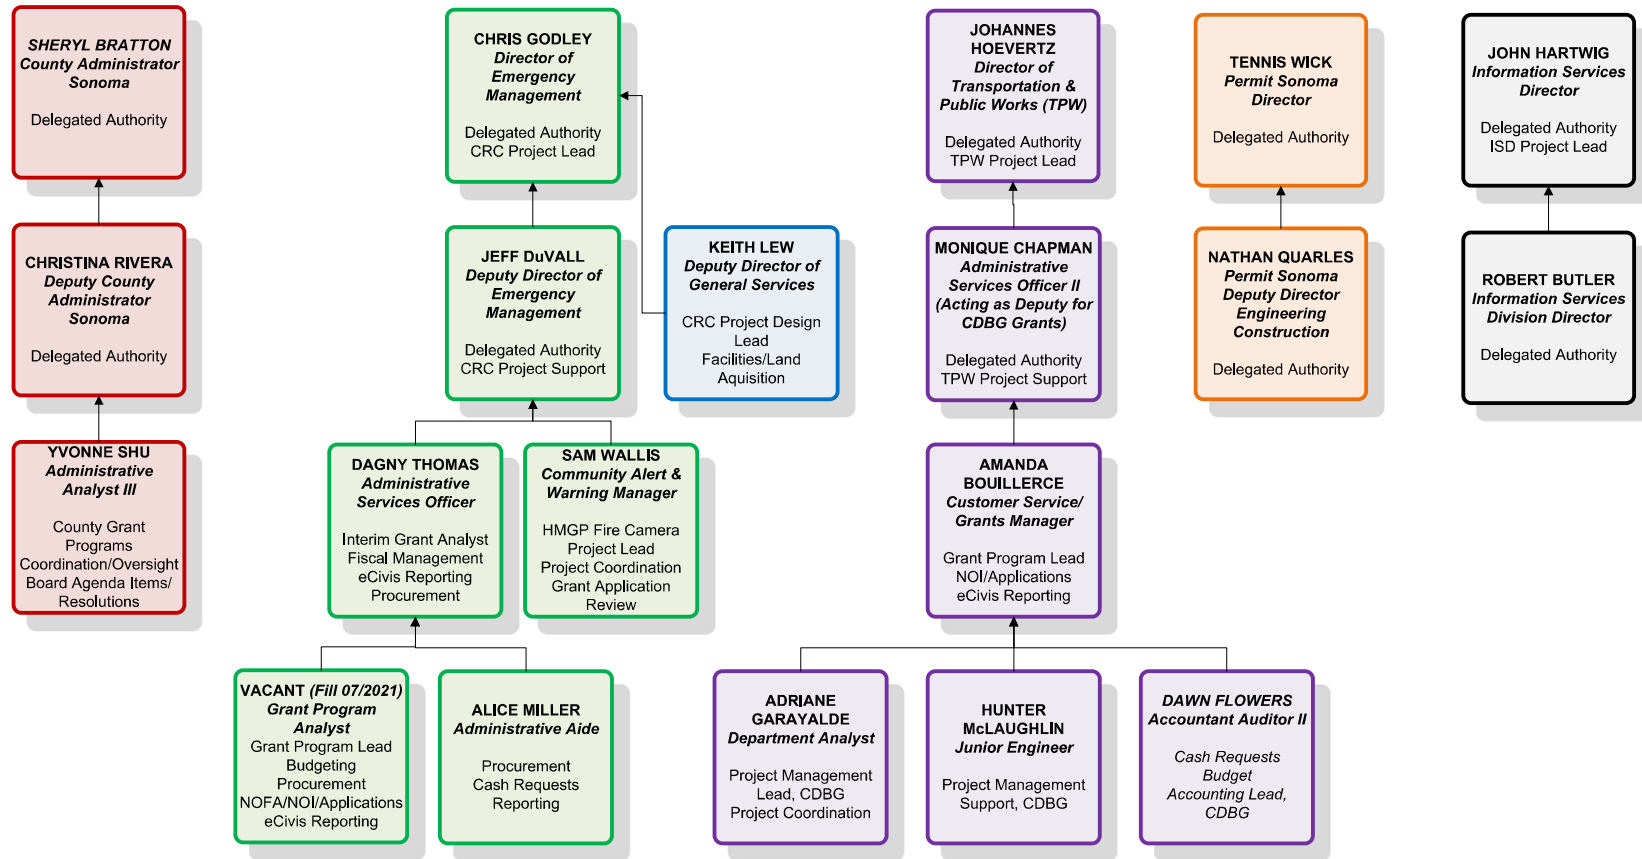 SHERYL BRATTON
County Administrator
Sonoma
Delegated Authority
CHRISTINA RIVERA
Deputy County
Administrator
Sonoma
Delegated Authority
YVONNE SHU
Administrative
Analyst III
County Grant
Programs
Coordination/Oversight
Board Agenda Items/
Resolutions
CHRIS GODLEY
Director of
Emergency
Management
Delegated Authority
CRC Project Lead
JEFF DuVALL
Deputy Director of
Emergency
Management
Delegated Authority
CRC Project Support
KEITH LEW
Deputy Director of
General Services
CRC Project Design
Lead
Facilities/Land
Aquisition
DAGNY THOMAS
Administrative
Services Officer
Interim Grant Analyst
Fiscal Management
eCivis Reporting
Procurement
SAM WALLIS
Community Alert &
Warning Manager
HMGP Fire Camera
Project Lead
Project Coordination
Grant Application
Review
VACANT (Fill 07/2021)
Grant Program
Analyst
Grant Program Lead
Budgeting
Procurement
NOFA/NOI/Applications
eCivis Reporting
ALICE MILLER
Administrative Aide
Procurement
Cash Requests
Reporting
JOHANNES
HOEVERTZ
Director of
Transportation &
Public Works (TPW)
Delegated Authority
TPW Project Lead
MONIQUE CHAPMAN
Administrative
Services Officer II
(Acting as Deputy for
CDBG Grants)
Delegated Authority
TPW Project Support
AMANDA
BOUILLERCE
Customer Service/
Grants Manager
Grant Program Lead
NOI/Applications
eCivis Reporting
ADRIANE
GARAYALDE
Department Analyst
Project Management
Lead, CDBG
Project Coordination
HUNTER
McLAUGHLIN
Junior Engineer
Project Management
Support, CDBG
DAWN FLOWERS
Accountant Auditor II
Cash Requests
Budget
Accounting Lead,
CDBG
TENNIS WICK
Permit Sonoma
Director
Delegated Authority
NATHAN QUARLES
Permit Sonoma
Deputy Director
Engineering
Construction
Delegated Authority
JOHN HARTWIG
Information Services
Director
Delegated Authority
ISD Project Lead
ROBERT BUTLER
Information Services
Division Director
Delegated Authority